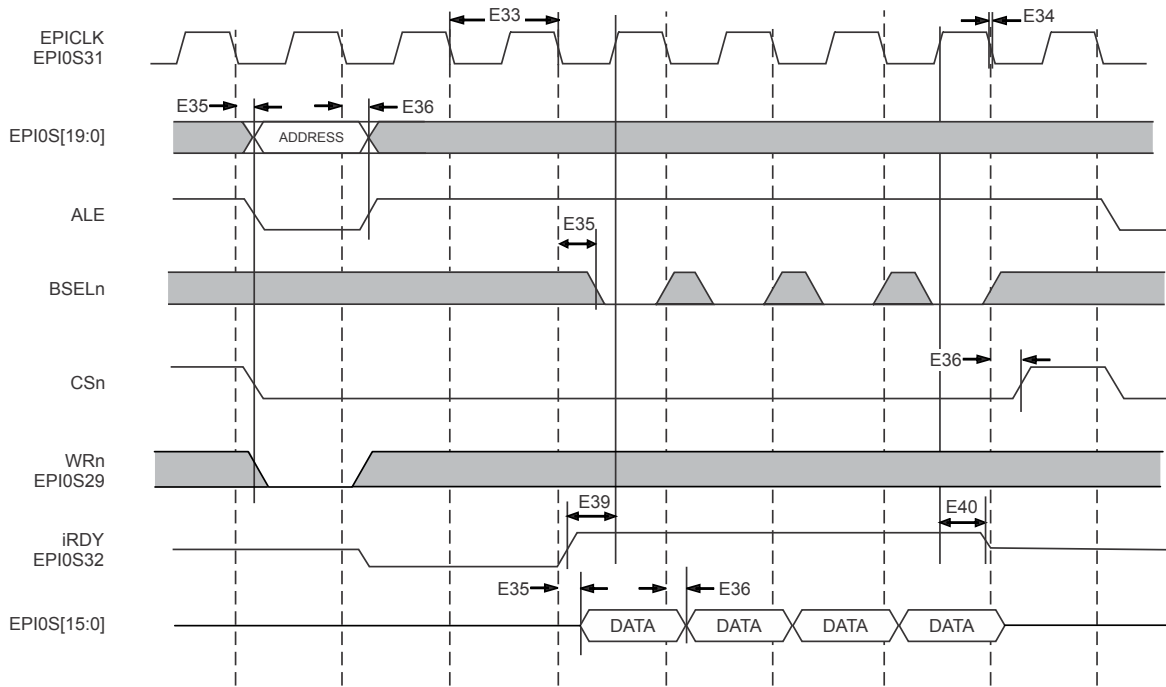 E33
E34
EPICLK
EPI0S31
E35
E36
EPI0S[19:0]
ADDRESS
ALE
E35
BSELn
E36
CSn
WRn
EPI0S29
E39
E40
iRDY
EPI0S32
E35
E36
EPI0S[15:0]
DATA DATA DATA DATA